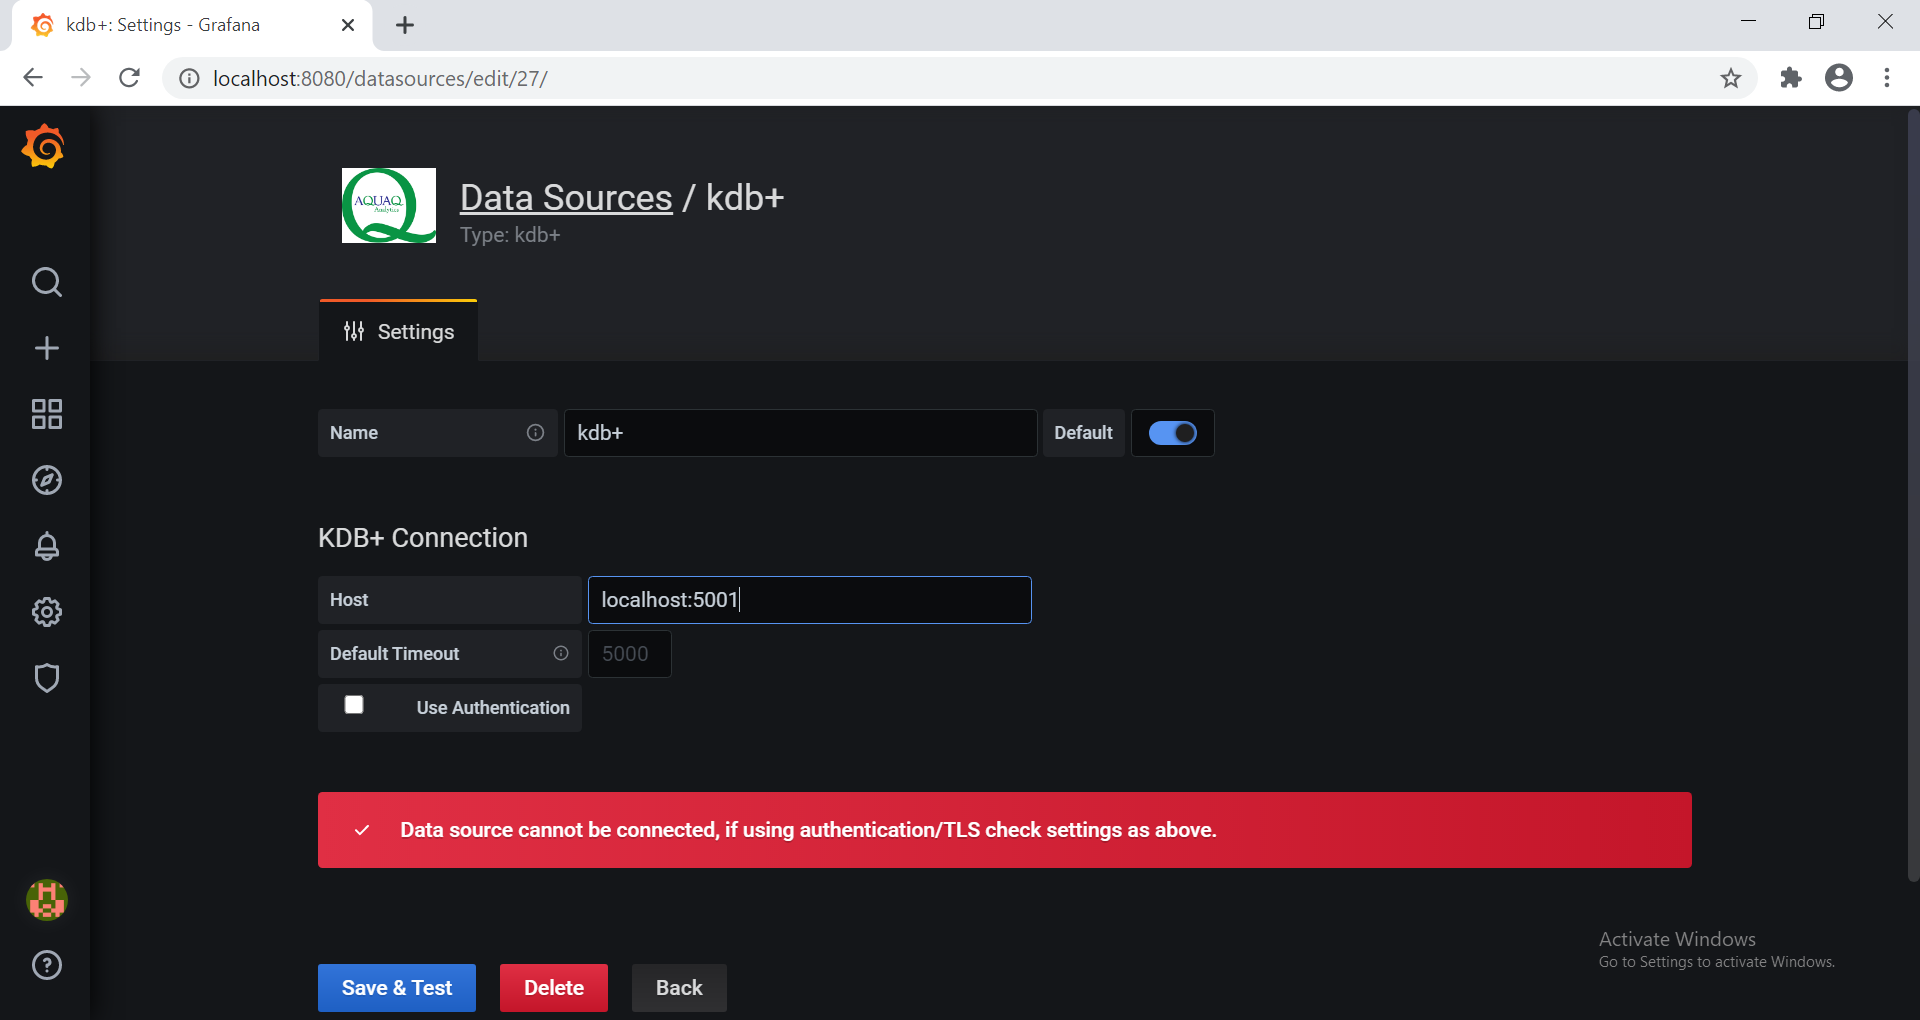 kdb+: Settings - Grafana
localhost:8080/datasources/edit/27/
AQUAQ
Analytics
Data Sources / kdb+
Type: kdb+
Settings
Name
kdb+
Default
KDB+ Connection
Host
localhost:5001
Default Timeout
5000
Use Authentication
Data source cannot be connected, if using authentication/TLS check settings as above.
Activate Windows
Go to Settings to activate Windows.
Save & Test
Delete
Back